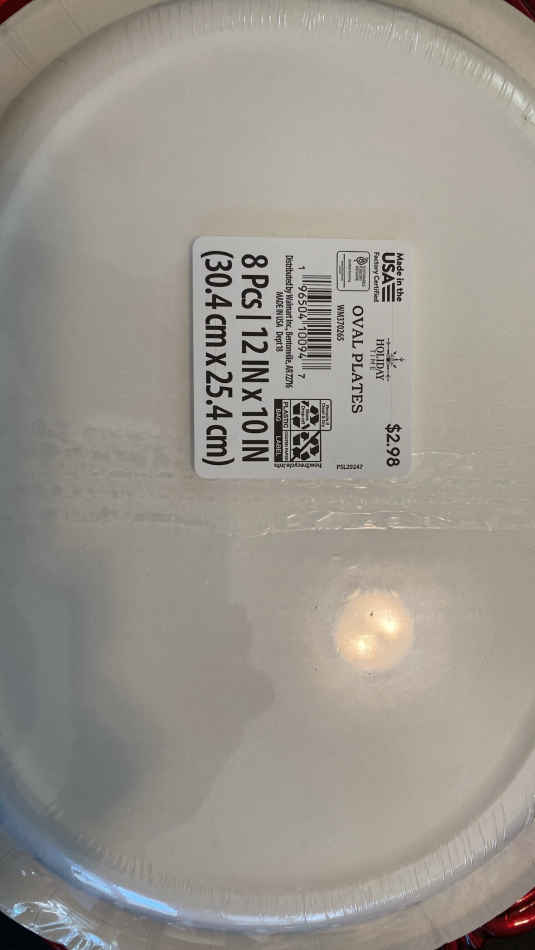 Made in the
USA
Factory Certified
HOLIDAY
TIME
$2.98
OVAL PLATES
WM370265
PSL20247
1 96504 10094 7
how2recycle.info
PLASTIC
BAG
LABEL
Distributed by Walmart Inc., Bentonville, AR 72716
MADE IN USA Dept 18
8 Pcs | 12 IN x 10 IN
(30.4 cm x 25.4 cm)